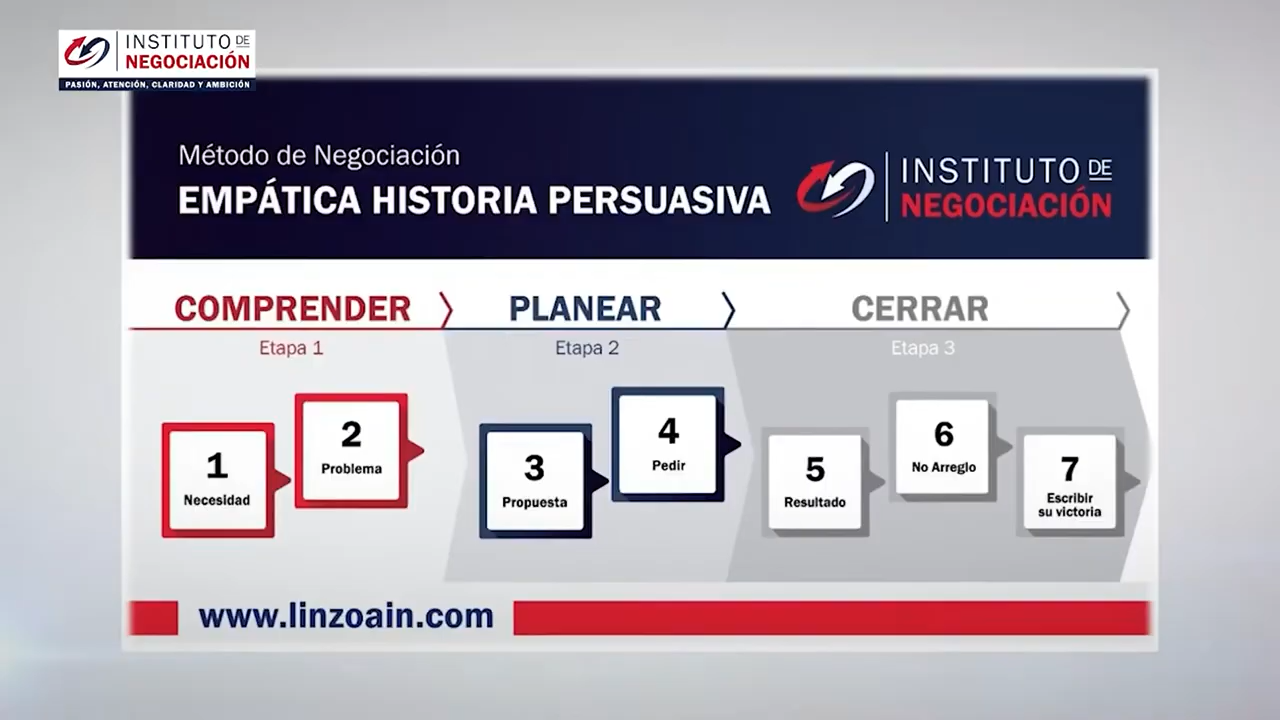 INSTITUTO DE
NEGOCIACIÓN
PASIÓN, ATENCIÓN, CLARIDAD Y AMBICIÓN
Método de Negociación
EMPÁTICA HISTORIA PERSUASIVA
INSTITUTO DE
NEGOCIACIÓN
COMPRENDER
Etapa 1
PLANEAR
Etapa 2
CERRAR
Etapa 3
1
Necesidad
2
Problema
3
Propuesta
4
Pedir
5
Resultado
6
No Arreglo
7
Escribir
su victoria
www.linzoain.com